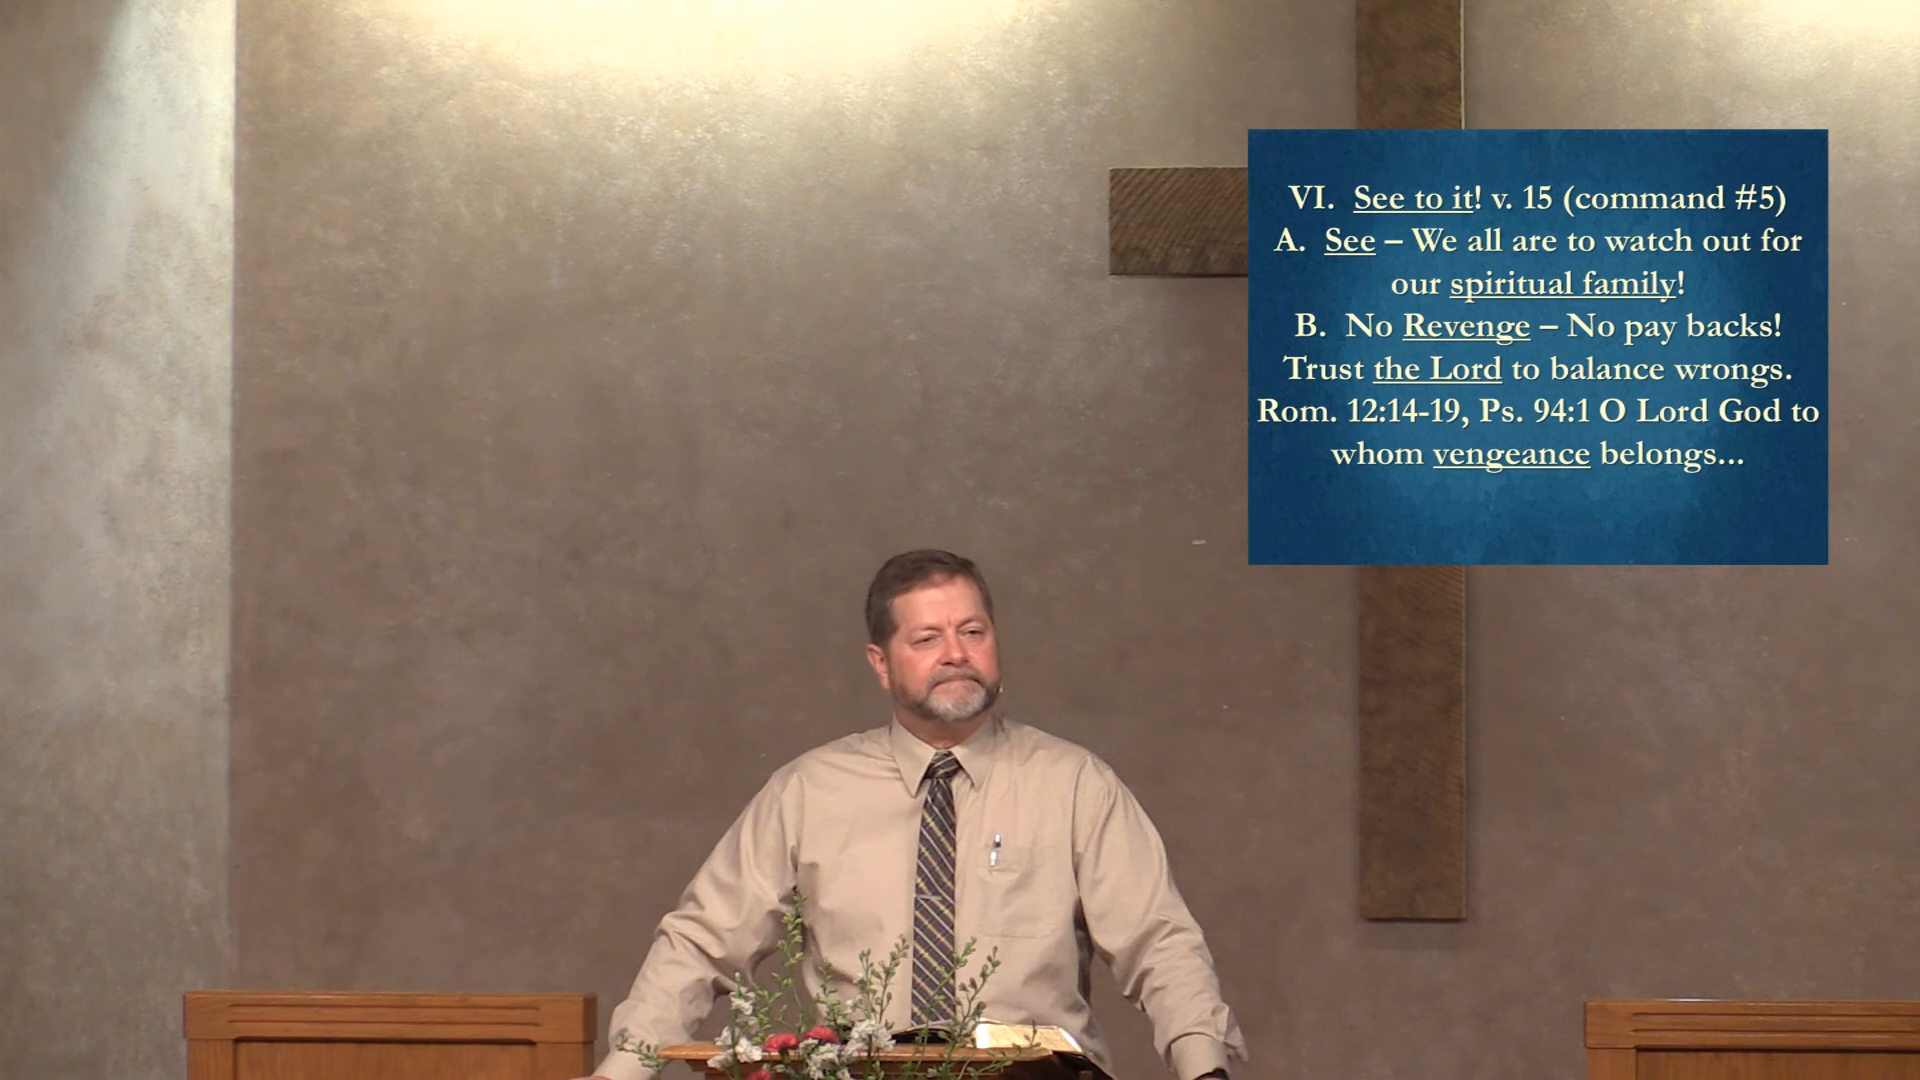 VI. See to it! v. 15 (command #5)
A. See – We all are to watch out for
our spiritual family!
B. No Revenge – No pay backs!
Trust the Lord to balance wrongs.
Rom. 12:14-19, Ps. 94:1 O Lord God to
whom vengeance belongs...